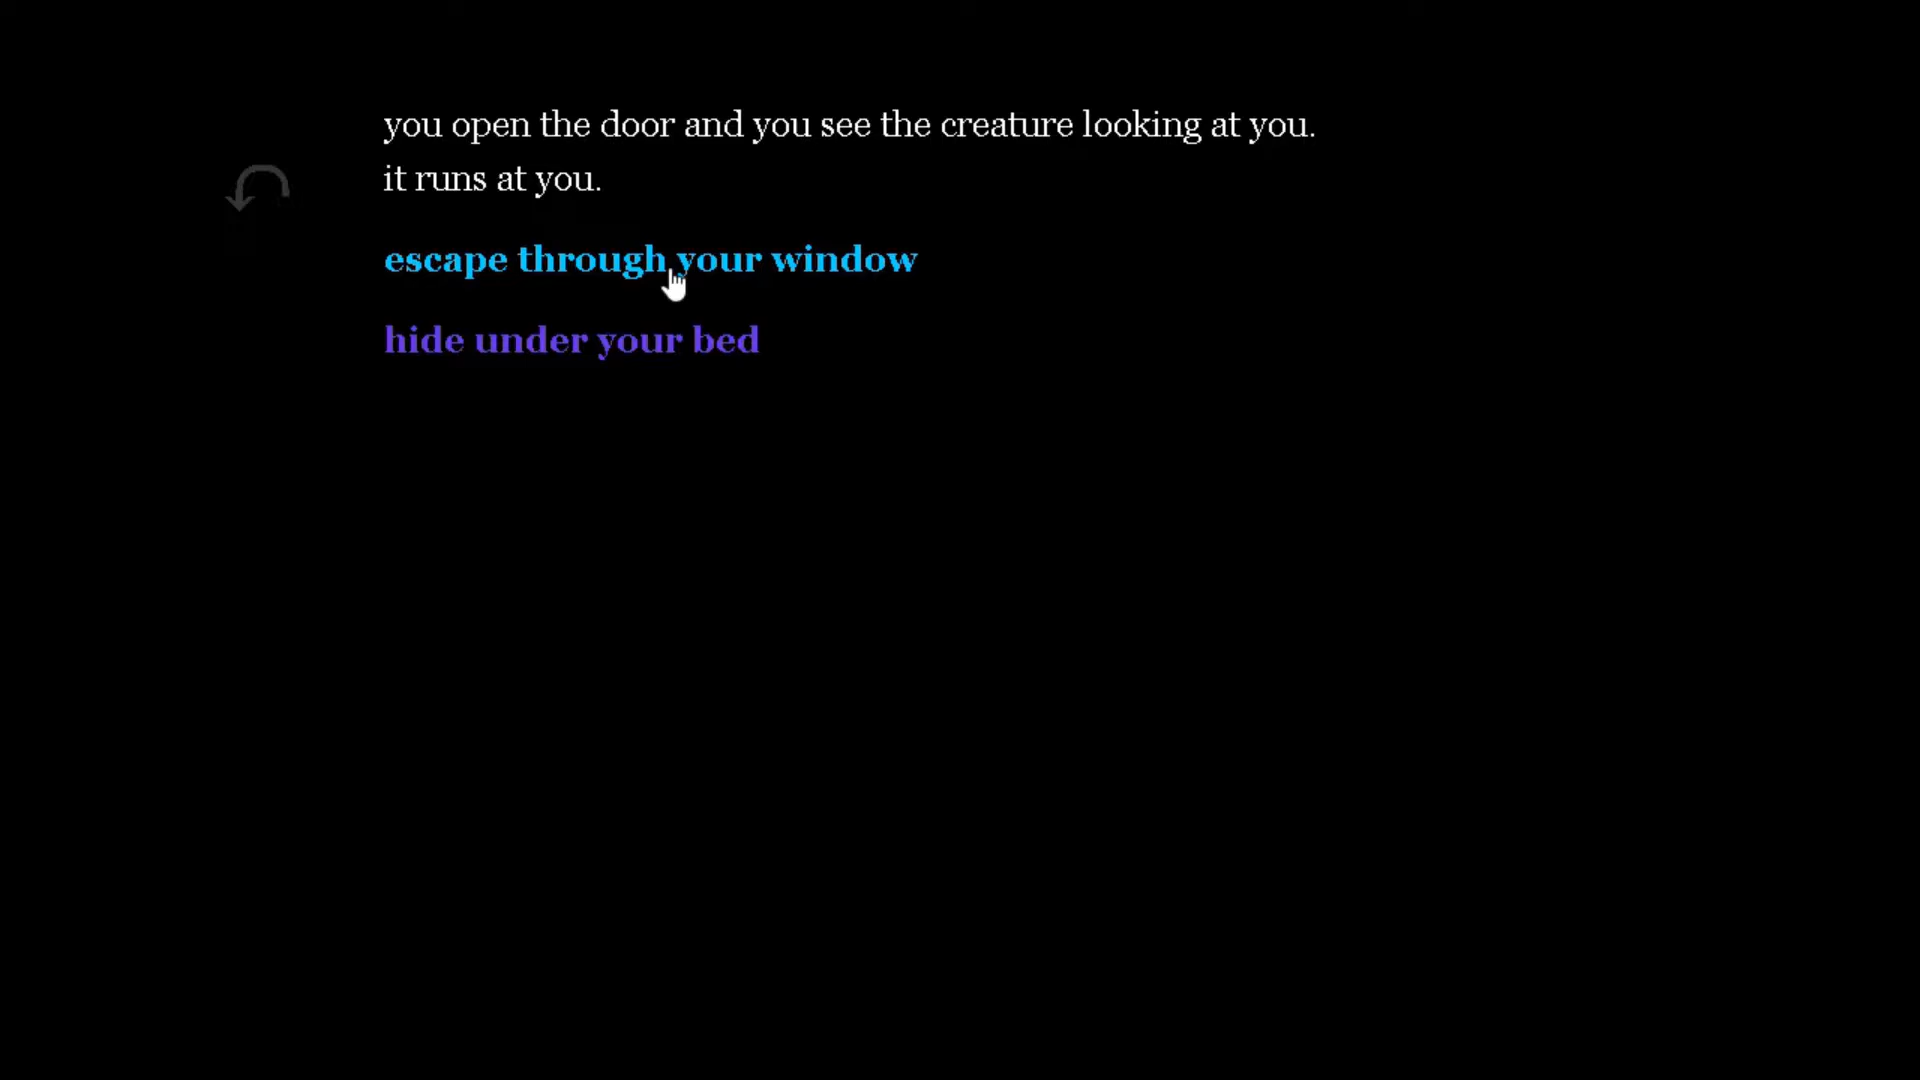 you open the door and you see the creature looking at you.
it runs at you.
escape through your window
hide under your bed